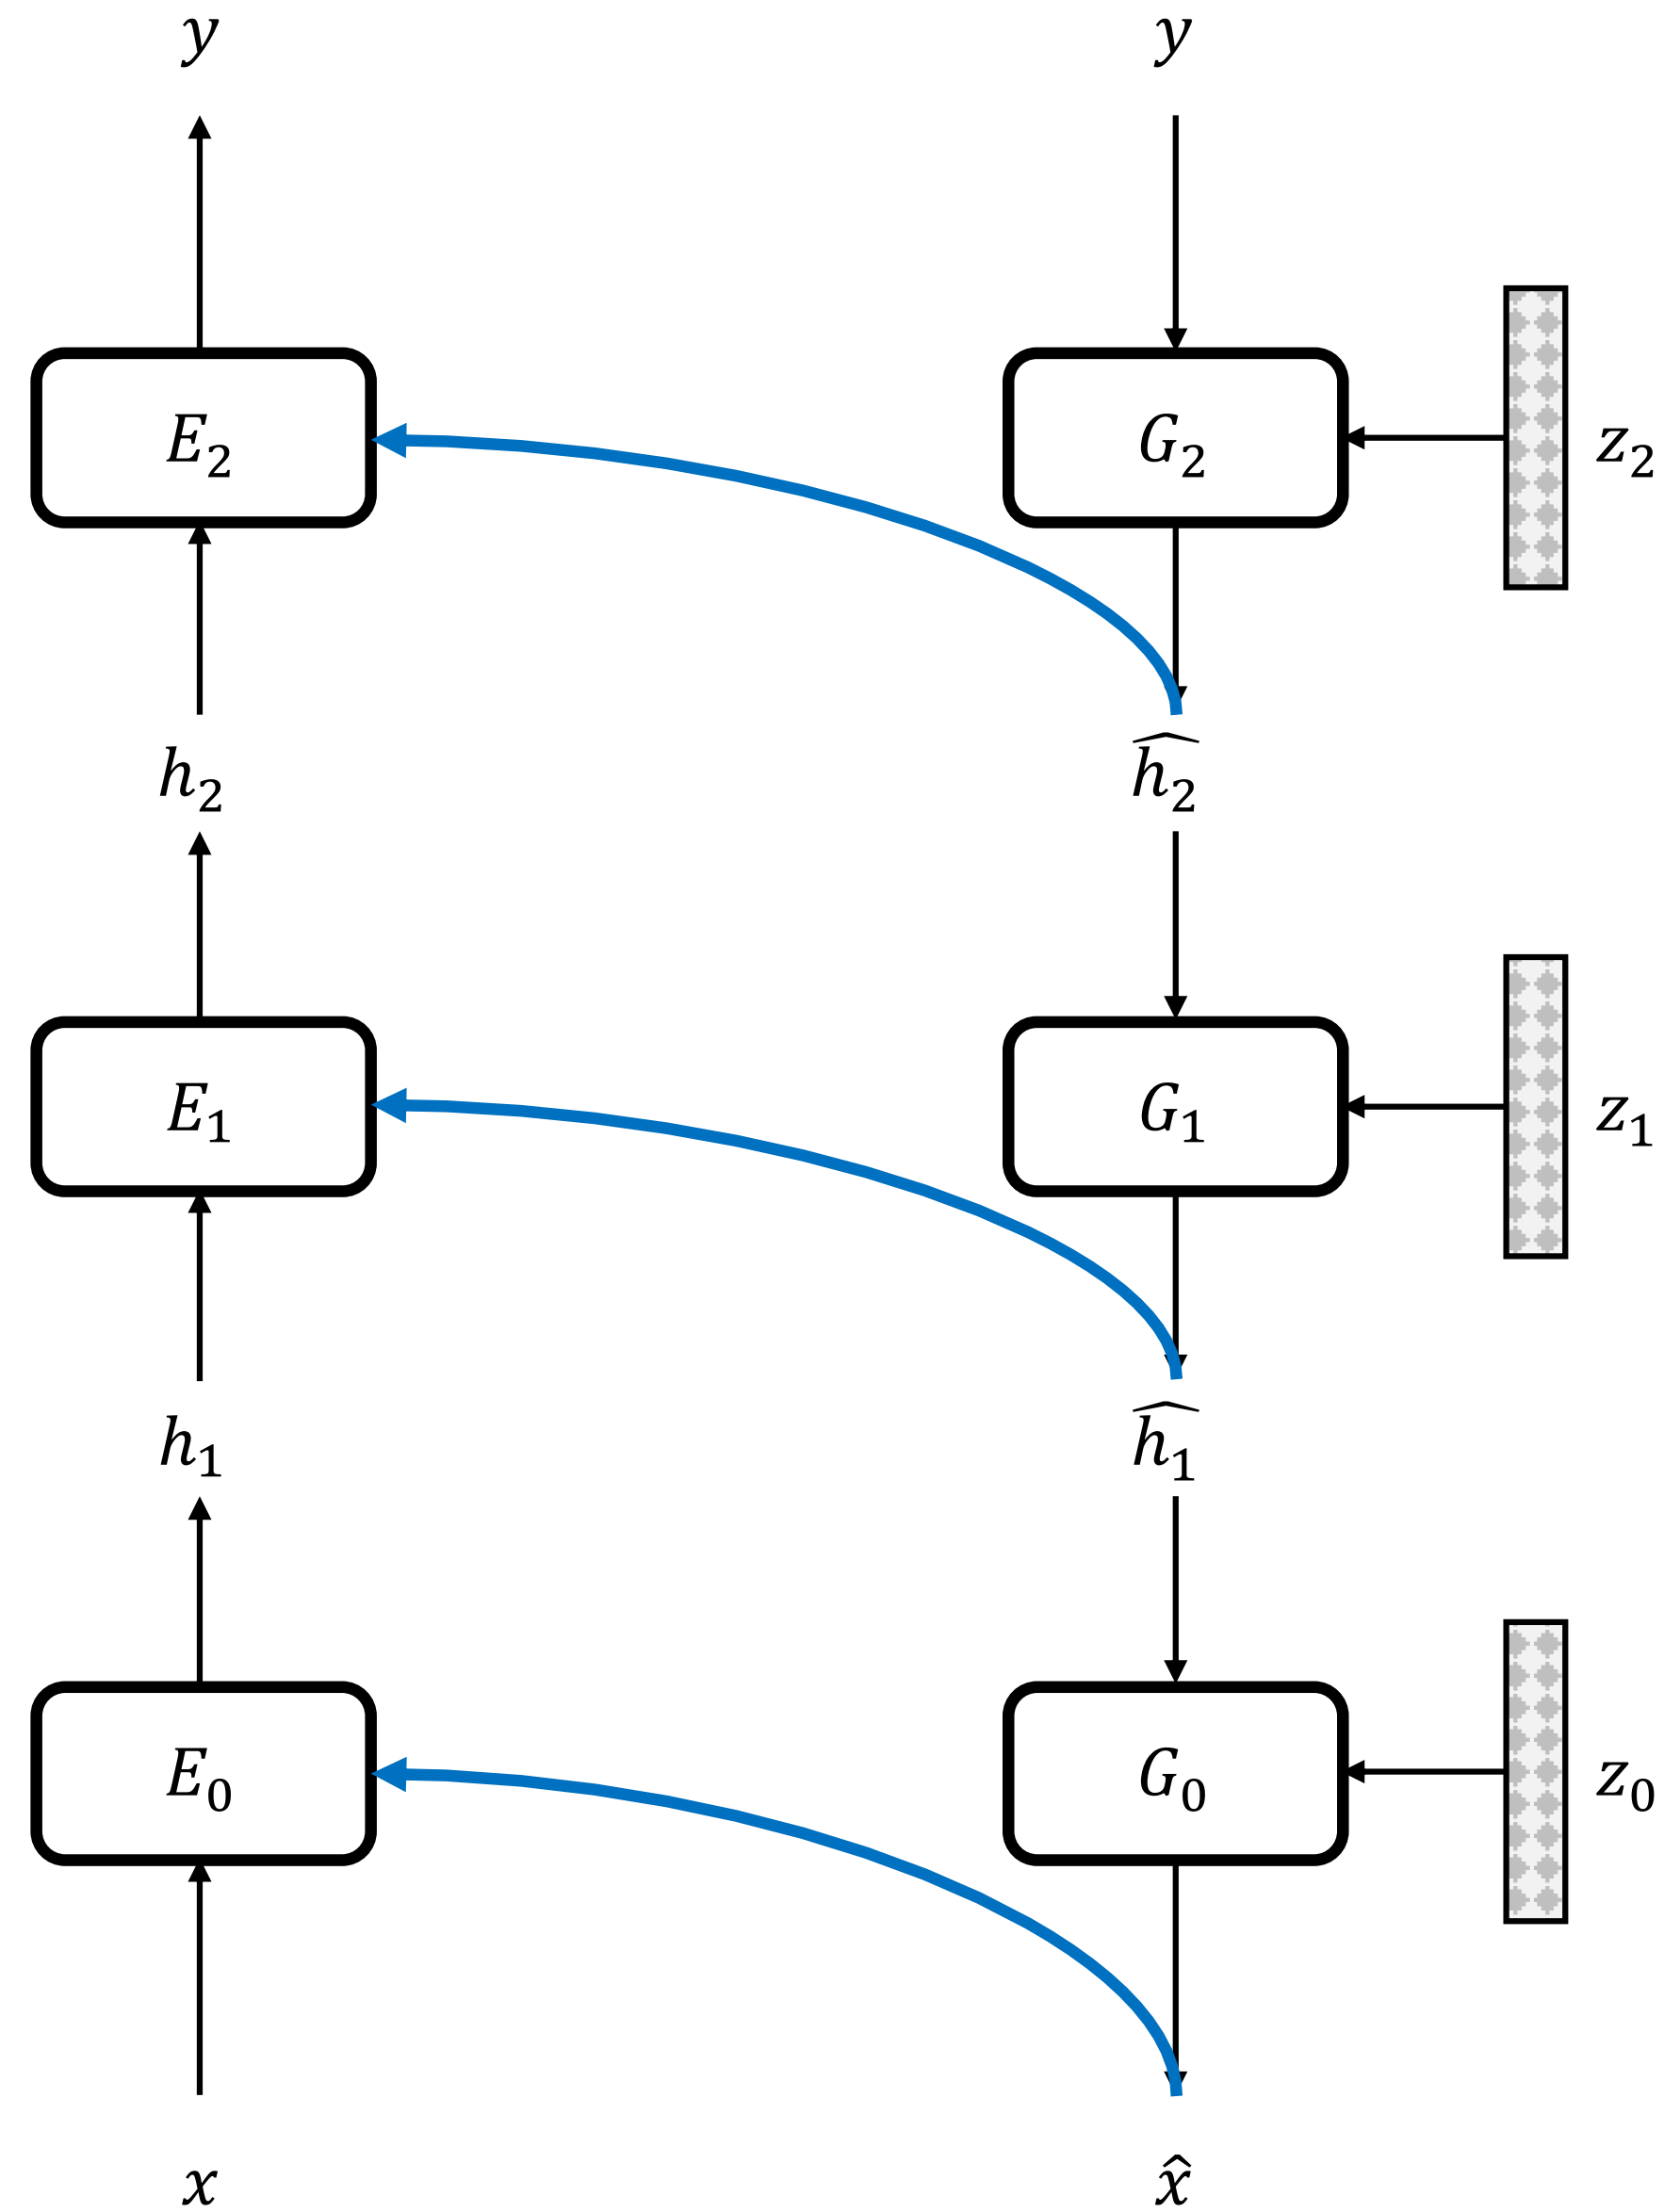 y y
E₂ G₂ z₂
h₂ ĥ₂
E₁ G₁ z₁
h₁ ĥ₁
E₀ G₀ z₀
x x̂